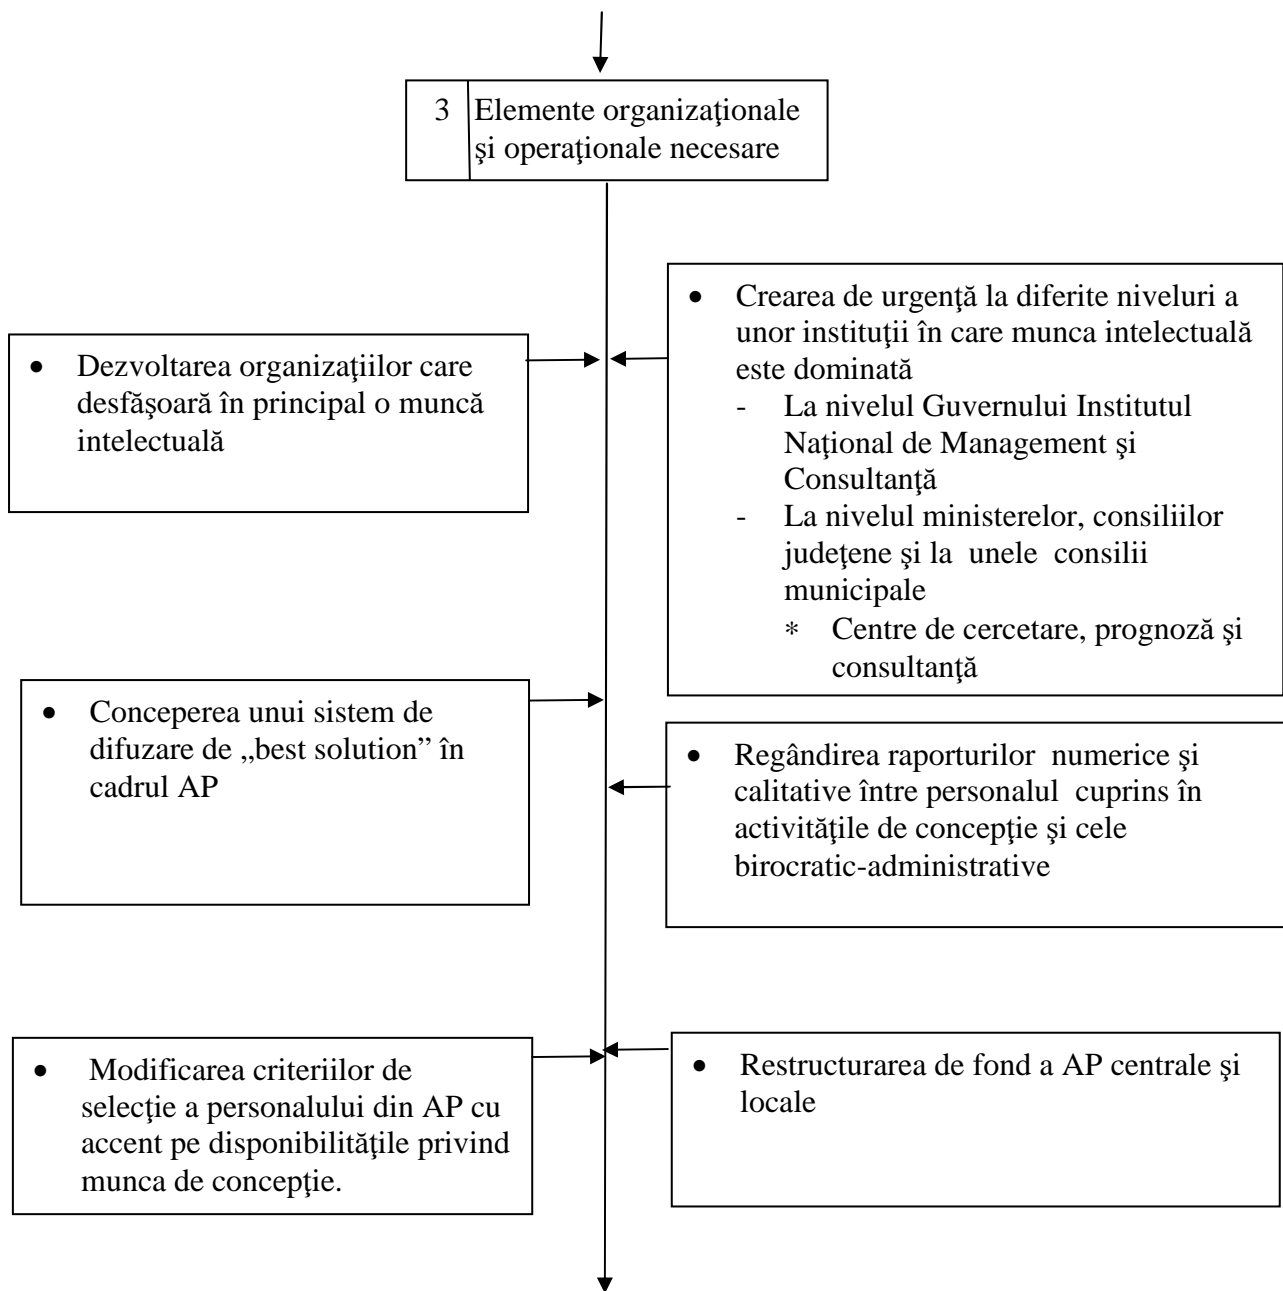 3 Elemente organizaţionale
şi operaţionale necesare
• Dezvoltarea organizaţiilor care
desfăşoară în principal o muncă
intelectuală
• Crearea de urgenţă la diferite niveluri a
unor instituţii în care munca intelectuală
este dominată
- La nivelul Guvernului Institutul
Naţional de Management şi
Consultanţă
- La nivelul ministerelor, consiliilor
judeţene şi la unele consilii
municipale
* Centre de cercetare, prognoză şi
consultanţă
• Conceperea unui sistem de
difuzare de „best solution” în
cadrul AP
• Regândirea raporturilor numerice şi
calitative între personalul cuprins în
activităţile de concepţie şi cele
birocratic-administrative
• Modificarea criteriilor de
selecţie a personalului din AP cu
accent pe disponibilităţile privind
munca de concepţie.
• Restructurarea de fond a AP centrale şi
locale